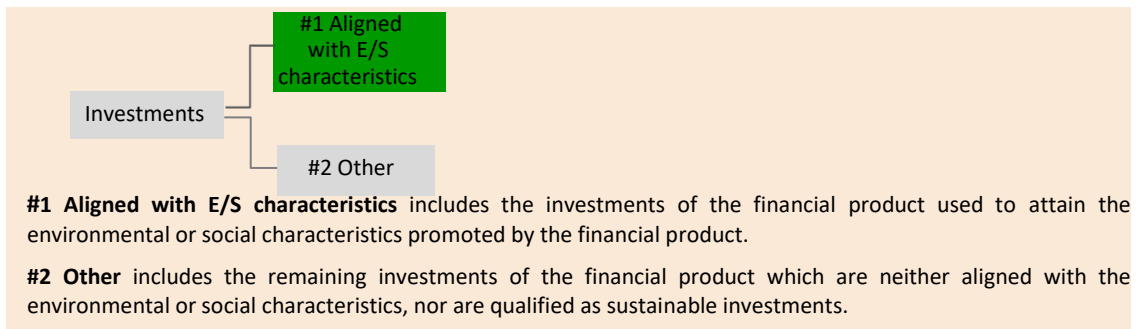 #1 Aligned
with E/S
characteristics
Investments
#2 Other
#1 Aligned with E/S characteristics includes the investments of the financial product used to attain the
environmental or social characteristics promoted by the financial product.
#2 Other includes the remaining investments of the financial product which are neither aligned with the
environmental or social characteristics, nor are qualified as sustainable investments.